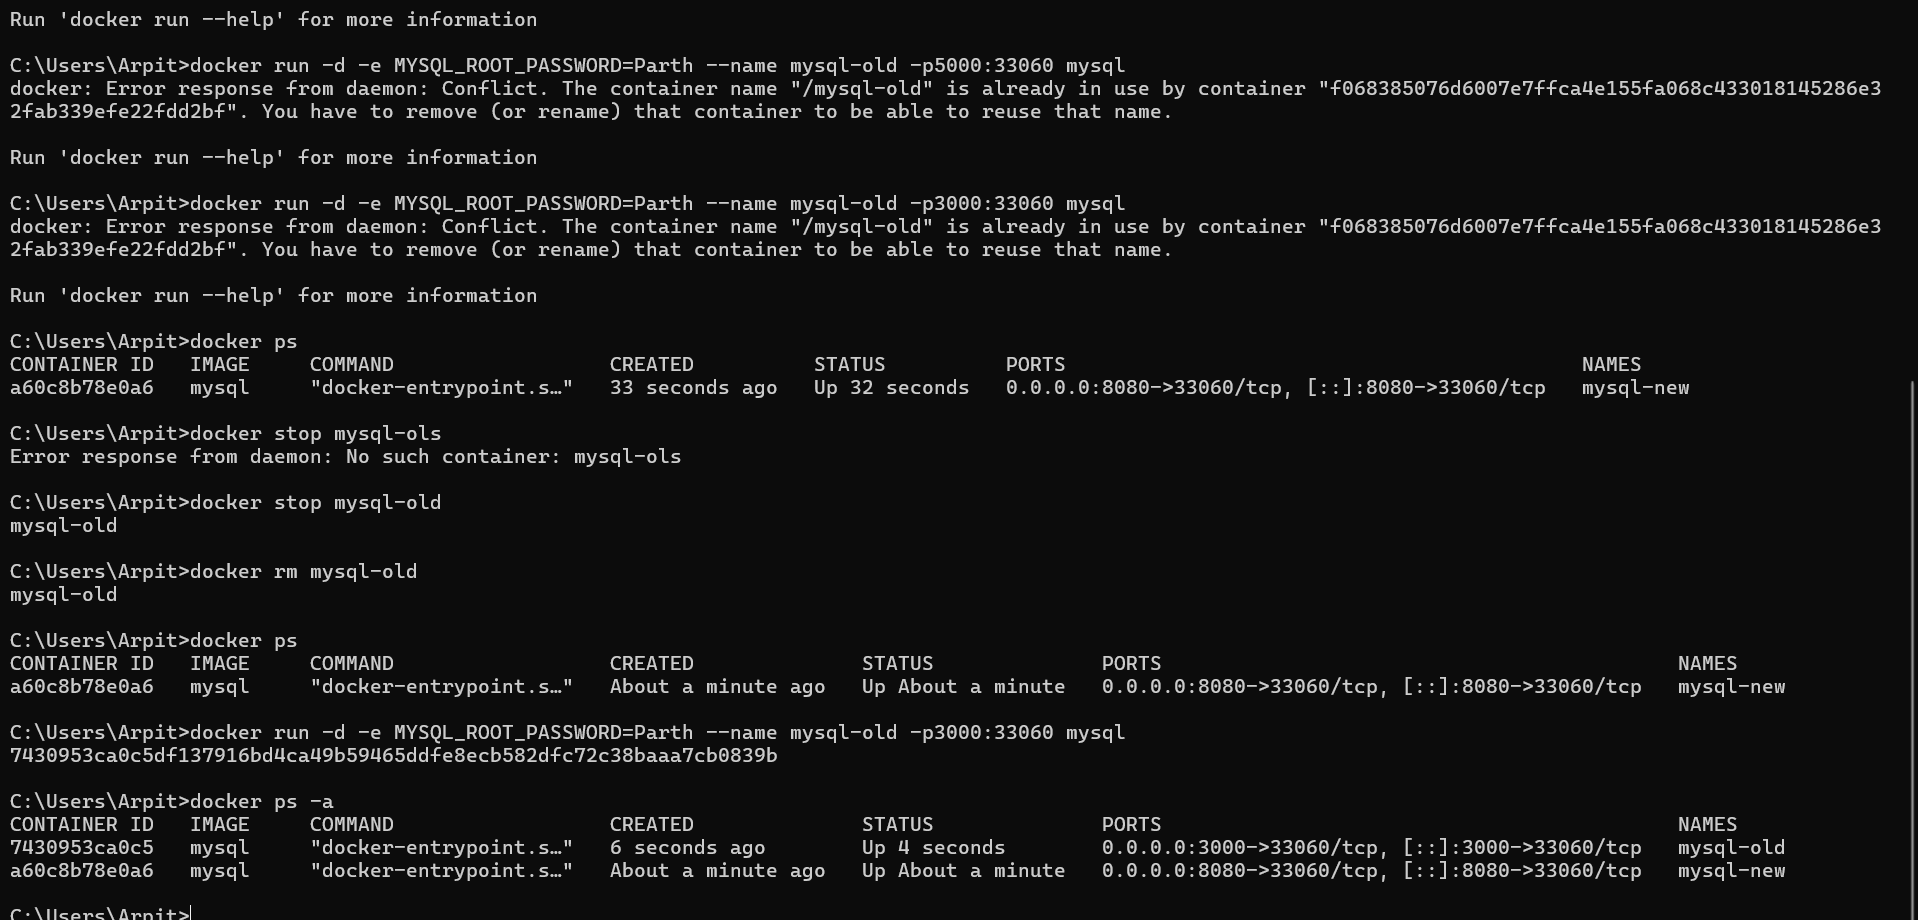 Run 'docker run --help' for more information
C:\Users\Arpit>docker run -d -e MYSQL_ROOT_PASSWORD=Parth --name mysql-old -p5000:33060 mysql
docker: Error response from daemon: Conflict. The container name "/mysql-old" is already in use by container "f068385076d6007e7ffca4e155fa068c433018145286e3
2fab339efe22fdd2bf". You have to remove (or rename) that container to be able to reuse that name.
Run 'docker run --help' for more information
C:\Users\Arpit>docker run -d -e MYSQL_ROOT_PASSWORD=Parth --name mysql-old -p3000:33060 mysql
docker: Error response from daemon: Conflict. The container name "/mysql-old" is already in use by container "f068385076d6007e7ffca4e155fa068c433018145286e3
2fab339efe22fdd2bf". You have to remove (or rename) that container to be able to reuse that name.
Run 'docker run --help' for more information
C:\Users\Arpit>docker ps
CONTAINER ID   IMAGE     COMMAND                  CREATED          STATUS          PORTS                                           NAMES
a60c8b78e0a6   mysql     "docker-entrypoint.s…"   33 seconds ago   Up 32 seconds   0.0.0.0:8080->33060/tcp, [::]:8080->33060/tcp   mysql-new
C:\Users\Arpit>docker stop mysql-ols
Error response from daemon: No such container: mysql-ols
C:\Users\Arpit>docker stop mysql-old
mysql-old
C:\Users\Arpit>docker rm mysql-old
mysql-old
C:\Users\Arpit>docker ps
CONTAINER ID   IMAGE     COMMAND                  CREATED              STATUS              PORTS                                           NAMES
a60c8b78e0a6   mysql     "docker-entrypoint.s…"   About a minute ago   Up About a minute   0.0.0.0:8080->33060/tcp, [::]:8080->33060/tcp   mysql-new
C:\Users\Arpit>docker run -d -e MYSQL_ROOT_PASSWORD=Parth --name mysql-old -p3000:33060 mysql
7430953ca0c5df137916bd4ca49b59465ddfe8ecb582dfc72c38baaa7cb0839b
C:\Users\Arpit>docker ps -a
CONTAINER ID   IMAGE     COMMAND                  CREATED              STATUS              PORTS                                           NAMES
7430953ca0c5   mysql     "docker-entrypoint.s…"   6 seconds ago        Up 4 seconds        0.0.0.0:3000->33060/tcp, [::]:3000->33060/tcp   mysql-old
a60c8b78e0a6   mysql     "docker-entrypoint.s…"   About a minute ago   Up About a minute   0.0.0.0:8080->33060/tcp, [::]:8080->33060/tcp   mysql-new
C:\Users\Arpit>